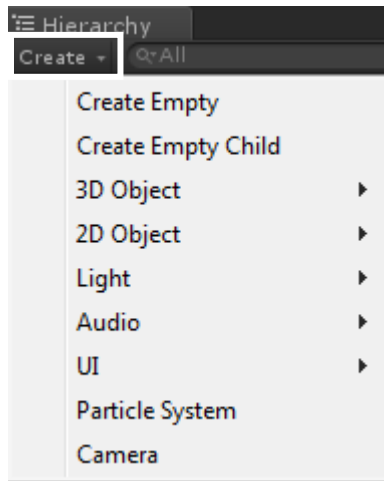 Hierarchy
Create
All
Create Empty
Create Empty Child
3D Object
2D Object
Light
Audio
UI
Particle System
Camera